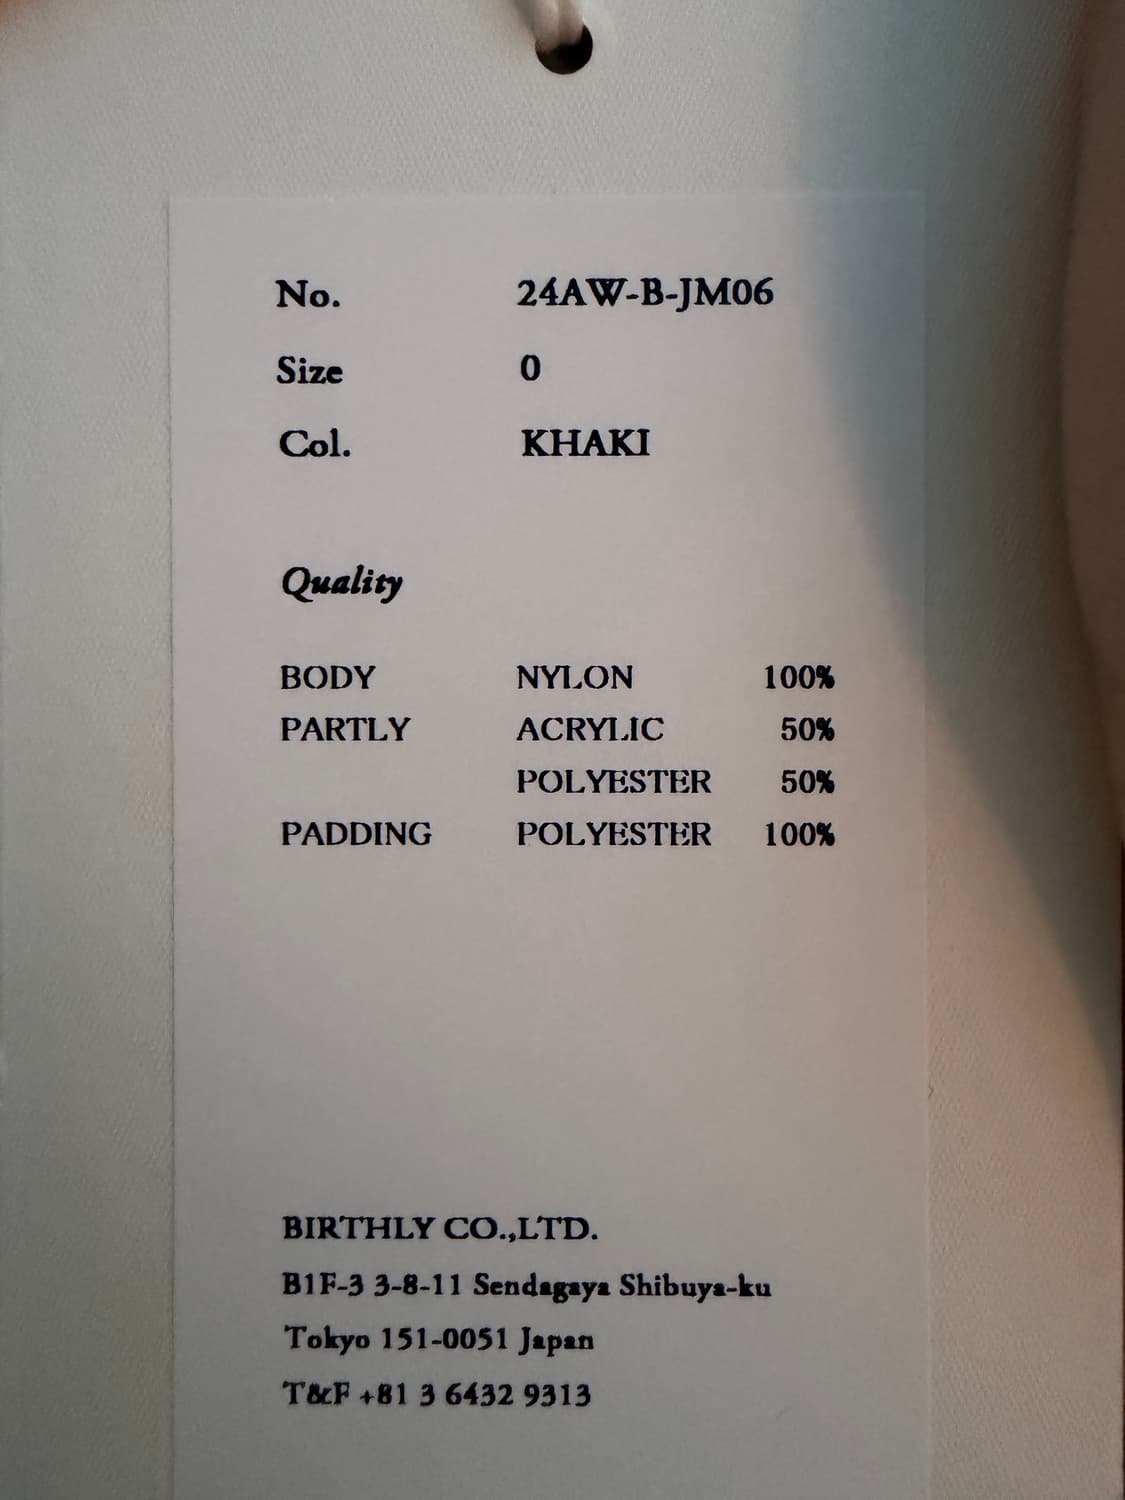 No. 24AW-B-JM06
Size 0
Col. KHAKI
Quality
BODY NYLON 100%
PARTLY ACRYLIC 50%
POLYESTER 50%
PADDING POLYESTER 100%
BIRTHLY CO.,LTD.
B1F-3 3-8-11 Sendagaya Shibuya-ku
Tokyo 151-0051 Japan
T&F +81 3 6432 9313